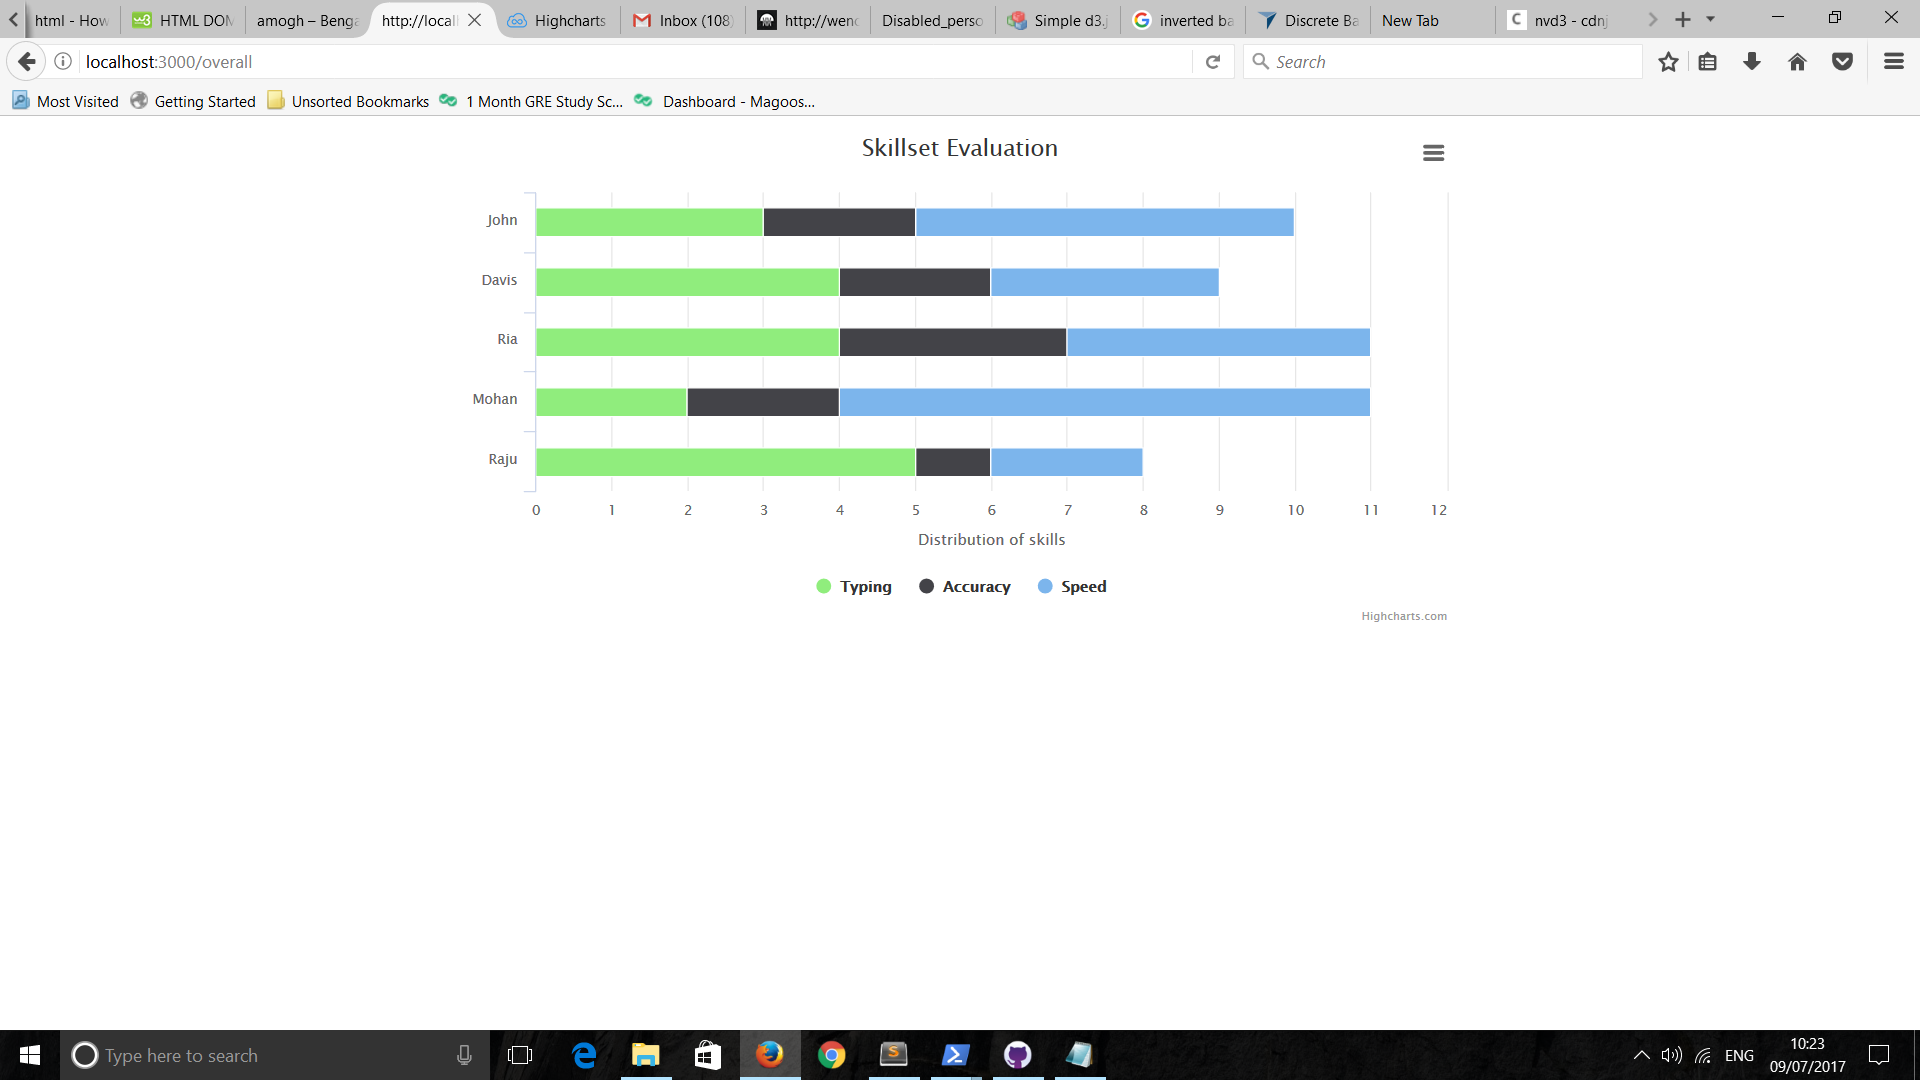 html - How
HTML DOM
amogh – Benga
http://local
Highcharts
Inbox (108)
http://wend
Disabled_perso
Simple d3.j
inverted ba
Discrete Ba
New Tab
nvd3 - cdnj
localhost:3000/overall
Search
Most Visited
Getting Started
Unsorted Bookmarks
1 Month GRE Study Sc...
Dashboard - Magoos...
Skillset Evaluation
John
Davis
Ria
Mohan
Raju
0 1 2 3 4 5 6 7 8 9 10 11 12
Distribution of skills
Typing Accuracy Speed
Highcharts.com
Type here to search
ENG
10:23
09/07/2017